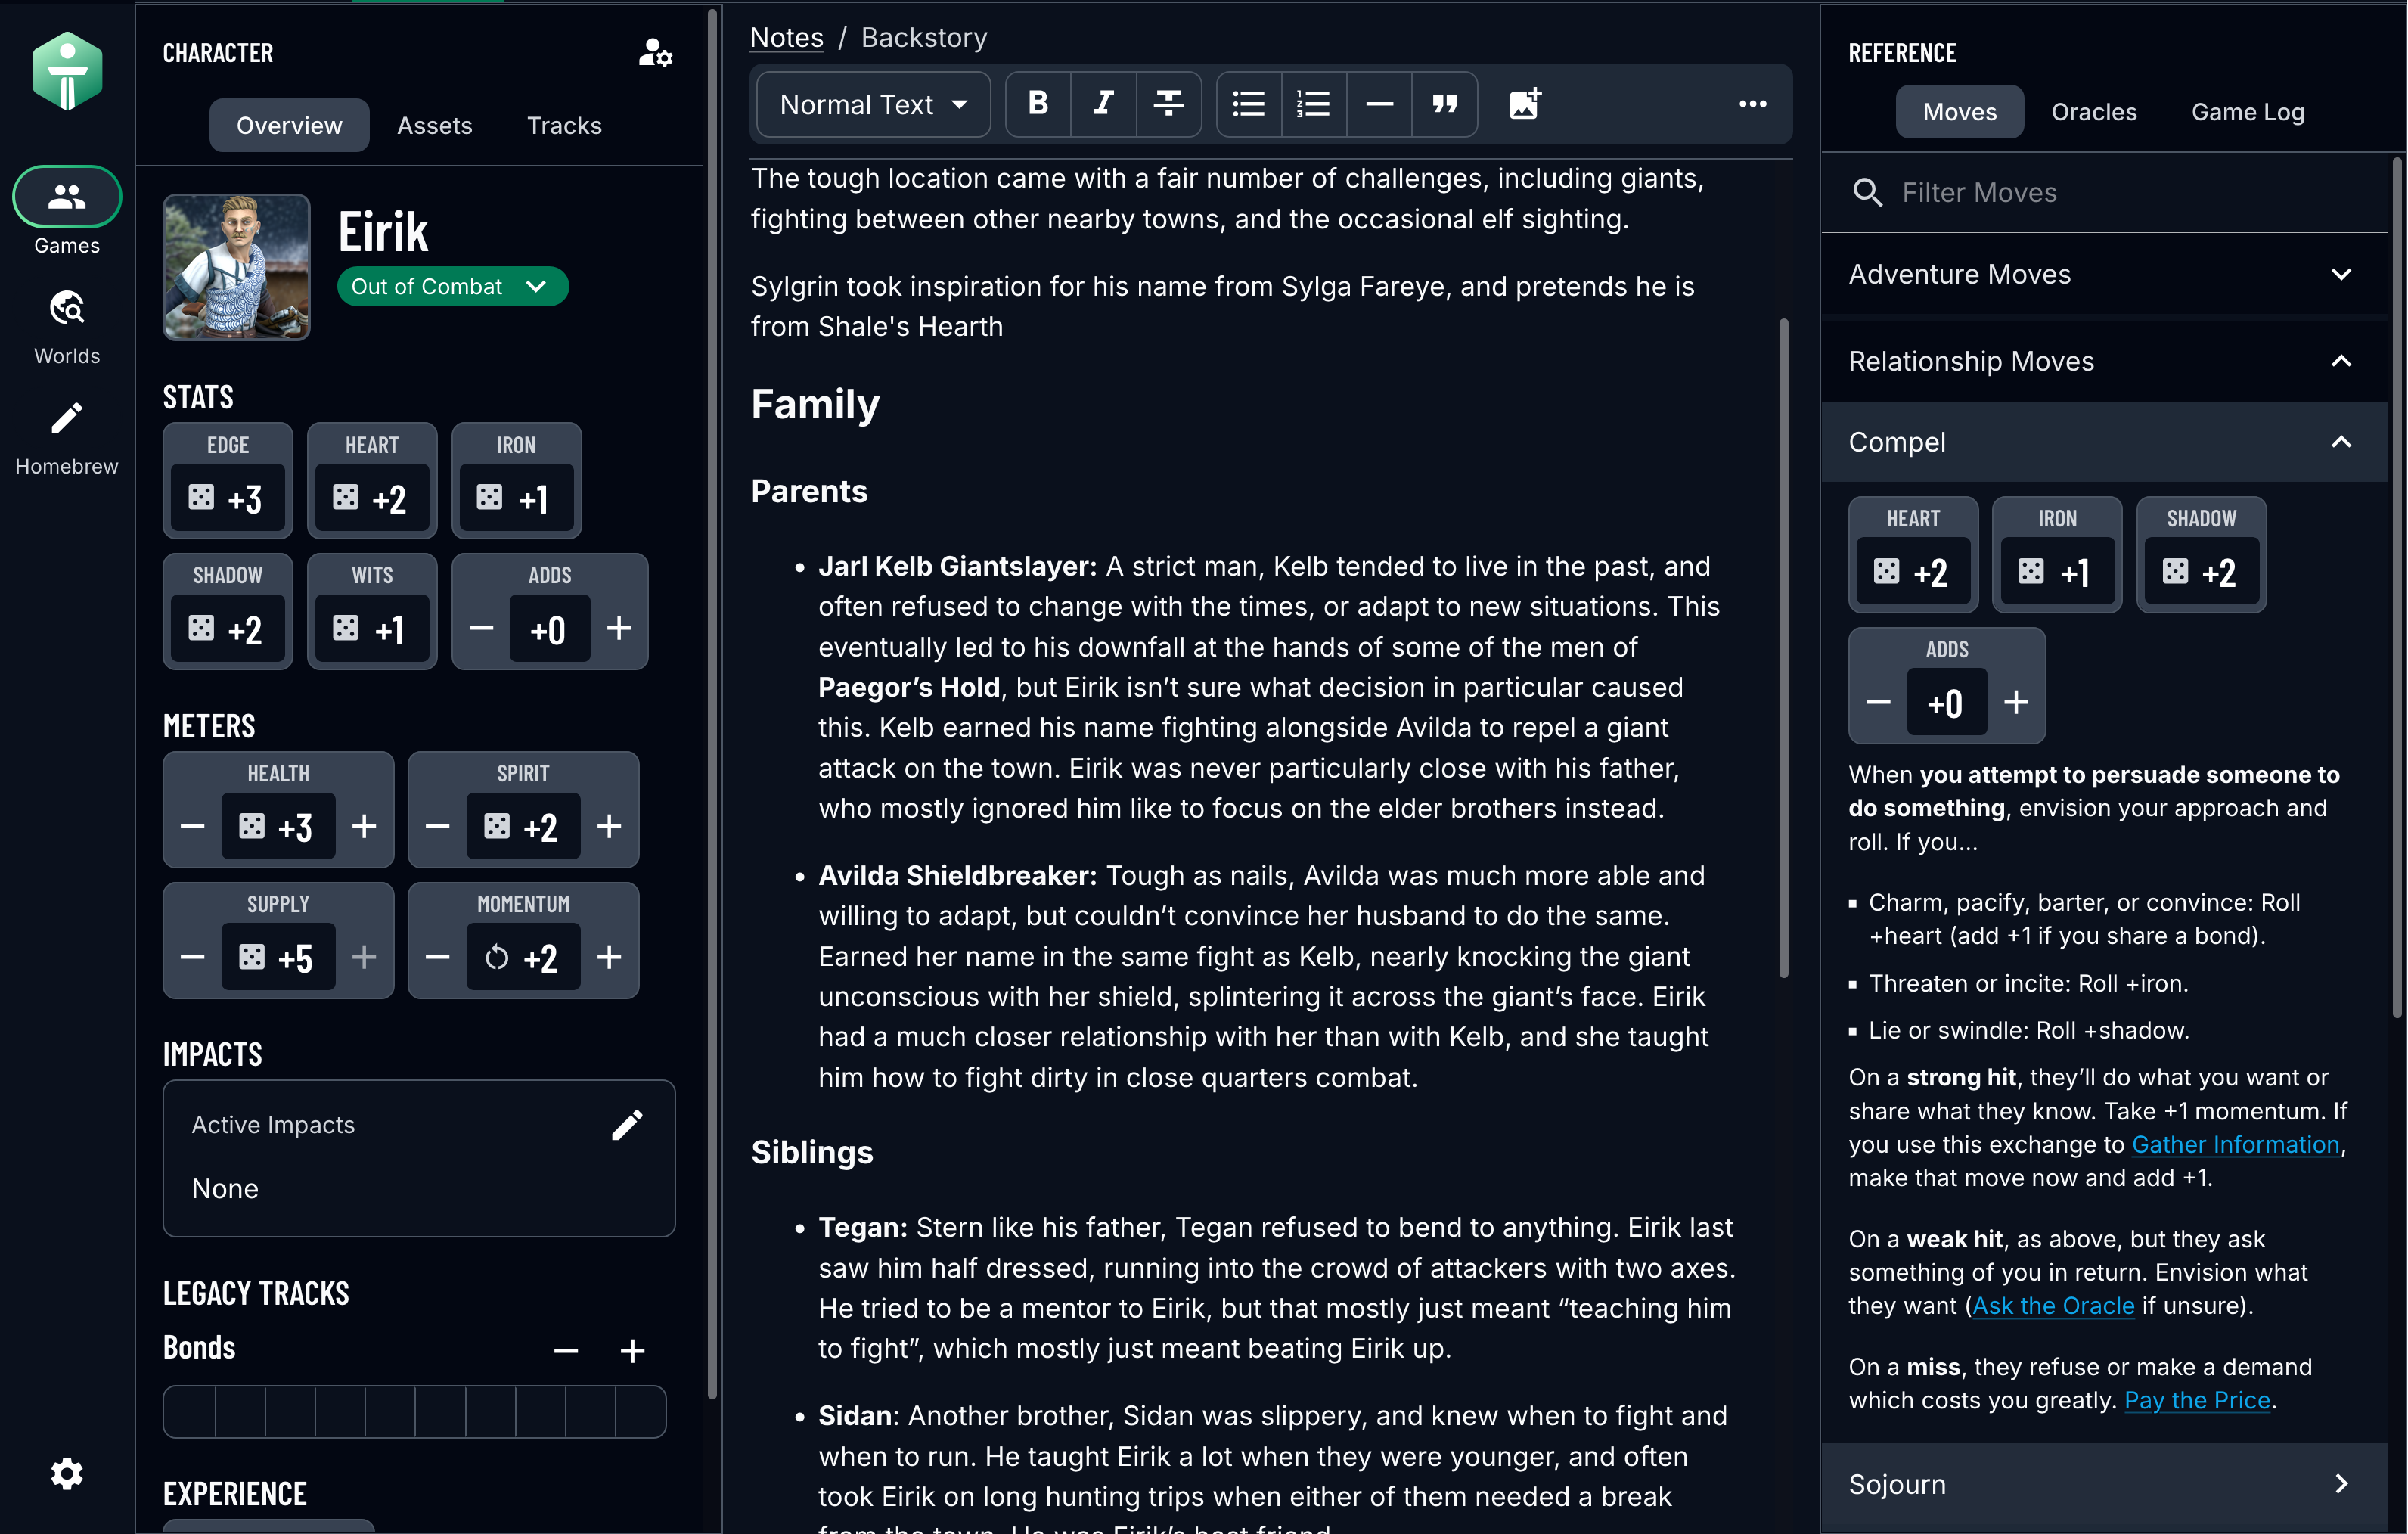 Games
Worlds
Homebrew
CHARACTER
Overview
Assets
Tracks
Eirik
Out of Combat
STATS
EDGE
HEART
IRON
+3
+2
+1
SHADOW
WITS
ADDS
+2
+1
+0
METERS
HEALTH
SPIRIT
+3
+2
SUPPLY
MOMENTUM
+5
+2
IMPACTS
Active Impacts
None
LEGACY TRACKS
Bonds
EXPERIENCE
Notes / Backstory
Normal Text
The tough location came with a fair number of challenges, including giants,
fighting between other nearby towns, and the occasional elf sighting.
Sylgrin took inspiration for his name from Sylga Fareye, and pretends he is
from Shale's Hearth
Family
Parents
• Jarl Kelb Giantslayer: A strict man, Kelb tended to live in the past, and
often refused to change with the times, or adapt to new situations. This
eventually led to his downfall at the hands of some of the men of
Paegor’s Hold, but Eirik isn’t sure what decision in particular caused
this. Kelb earned his name fighting alongside Avilda to repel a giant
attack on the town. Eirik was never particularly close with his father,
who mostly ignored him like to focus on the elder brothers instead.
• Avilda Shieldbreaker: Tough as nails, Avilda was much more able and
willing to adapt, but couldn’t convince her husband to do the same.
Earned her name in the same fight as Kelb, nearly knocking the giant
unconscious with her shield, splintering it across the giant’s face. Eirik
had a much closer relationship with her than with Kelb, and she taught
him how to fight dirty in close quarters combat.
Siblings
• Tegan: Stern like his father, Tegan refused to bend to anything. Eirik last
saw him half dressed, running into the crowd of attackers with two axes.
He tried to be a mentor to Eirik, but that mostly just meant “teaching him
to fight”, which mostly just meant beating Eirik up.
• Sidan: Another brother, Sidan was slippery, and knew when to fight and
when to run. He taught Eirik a lot when they were younger, and often
took Eirik on long hunting trips when either of them needed a break
from the town. He was Eirik’s best friend.
REFERENCE
Moves
Oracles
Game Log
Filter Moves
Adventure Moves
Relationship Moves
Compel
HEART
IRON
SHADOW
+2
+1
+2
ADDS
+0
When you attempt to persuade someone to
do something, envision your approach and
roll. If you...
▪ Charm, pacify, barter, or convince: Roll
+heart (add +1 if you share a bond).
▪ Threaten or incite: Roll +iron.
▪ Lie or swindle: Roll +shadow.
On a strong hit, they’ll do what you want or
share what they know. Take +1 momentum. If
you use this exchange to Gather Information,
make that move now and add +1.
On a weak hit, as above, but they ask
something of you in return. Envision what
they want (Ask the Oracle if unsure).
On a miss, they refuse or make a demand
which costs you greatly. Pay the Price.
Sojourn